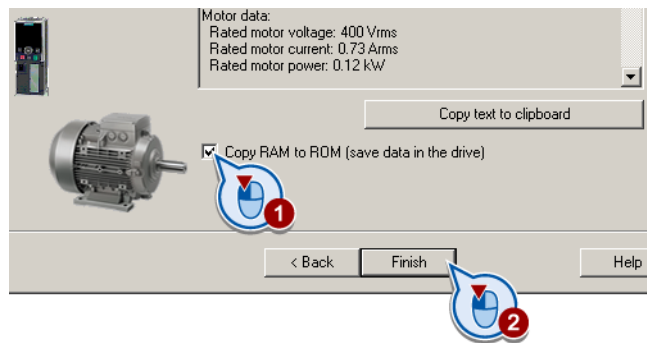 Motor data:
Rated motor voltage: 400 Vrms
Rated motor current: 0.73 Arms
Rated motor power: 0.12 kW
Copy text to clipboard
Copy RAM to ROM (save data in the drive)
1
< Back
Finish
Help
2